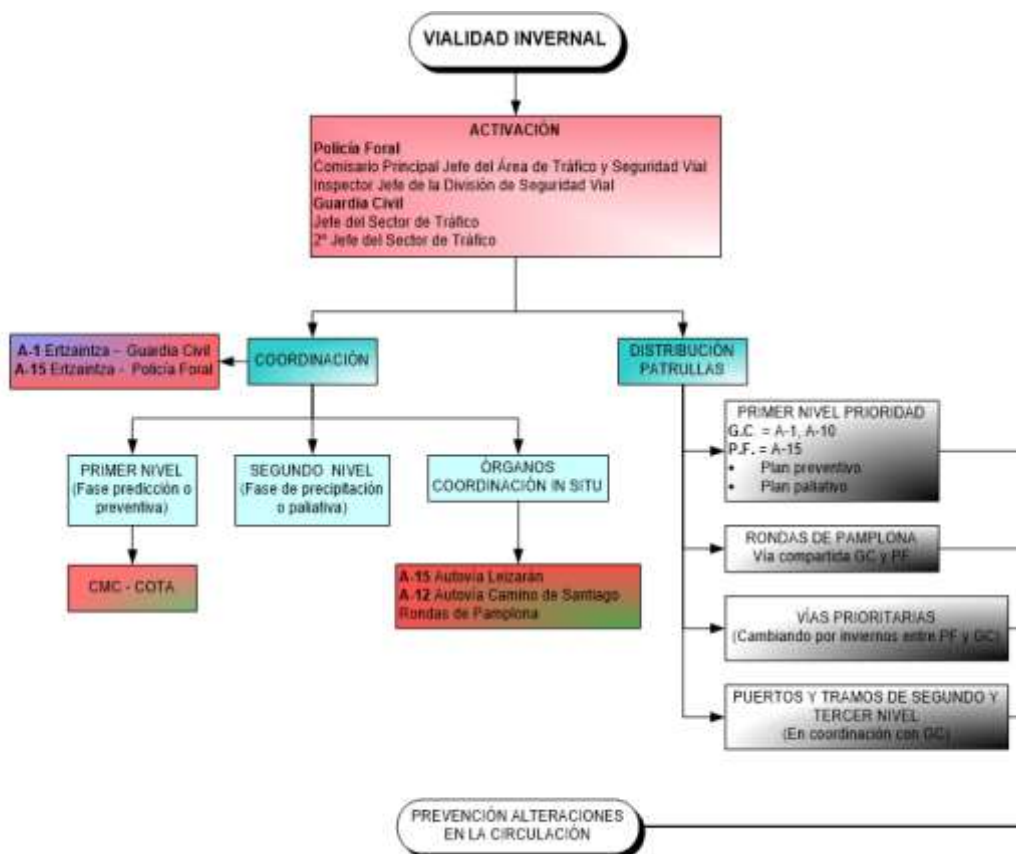 VIALIDAD INVERNAL
ACTIVACIÓN
Policía Foral
Comisario Principal Jefe del Área de Tráfico y Seguridad Vial
Inspector Jefe de la División de Seguridad Vial
Guardia Civil
Jefe del Sector de Tráfico
2º Jefe del Sector de Tráfico
A-1 Ertzaintza - Guardia Civil
A-15 Ertzaintza - Policía Foral
COORDINACIÓN
DISTRIBUCIÓN
PATRULLAS
PRIMER NIVEL
(Fase predicción o
preventiva)
SEGUNDO NIVEL
(Fase de precipitación
o paliativa)
ÓRGANOS
COORDINACIÓN IN SITU
CMC - COTA
A-15 Autovía Leizarán
A-12 Autovía Camino de Santiago
Rondas de Pamplona
PRIMER NIVEL PRIORIDAD
G.C. = A-1, A-10
P.F. = A-15
• Plan preventivo
• Plan paliativo
RONDAS DE PAMPLONA
Vía compartida GC y PF
VÍAS PRIORITARIAS
(Cambiando por inviernos entre PF y GC)
PUERTOS Y TRAMOS DE SEGUNDO Y
TERCER NIVEL
(En coordinación con GC)
PREVENCIÓN ALTERACIONES
EN LA CIRCULACIÓN